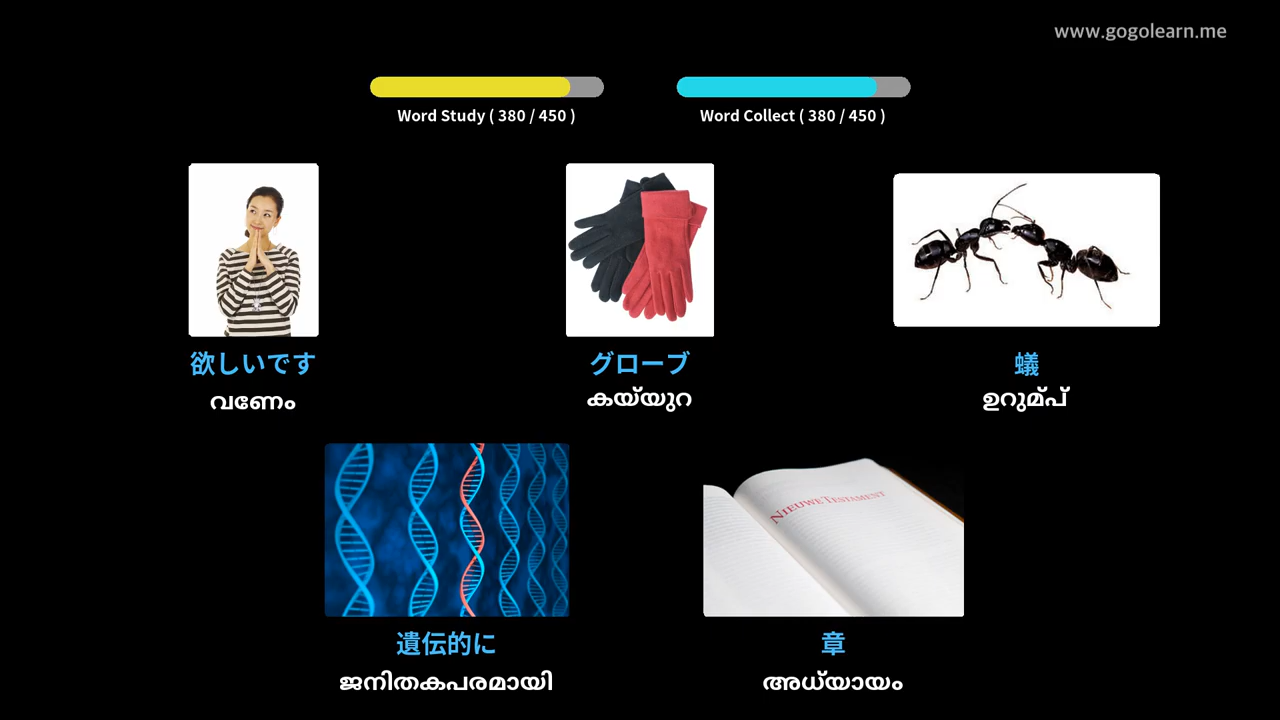 www.gogolearn.me
Word Study ( 380 / 450 )
Word Collect ( 380 / 450 )
欲しいです
വണേം
グローブ
കയ്യുറ
蟻
ഉറുമ്പ്
NIEUWE TESTAMENT
遺伝的に
ജനിതകപരമായി
章
അധ്യായം